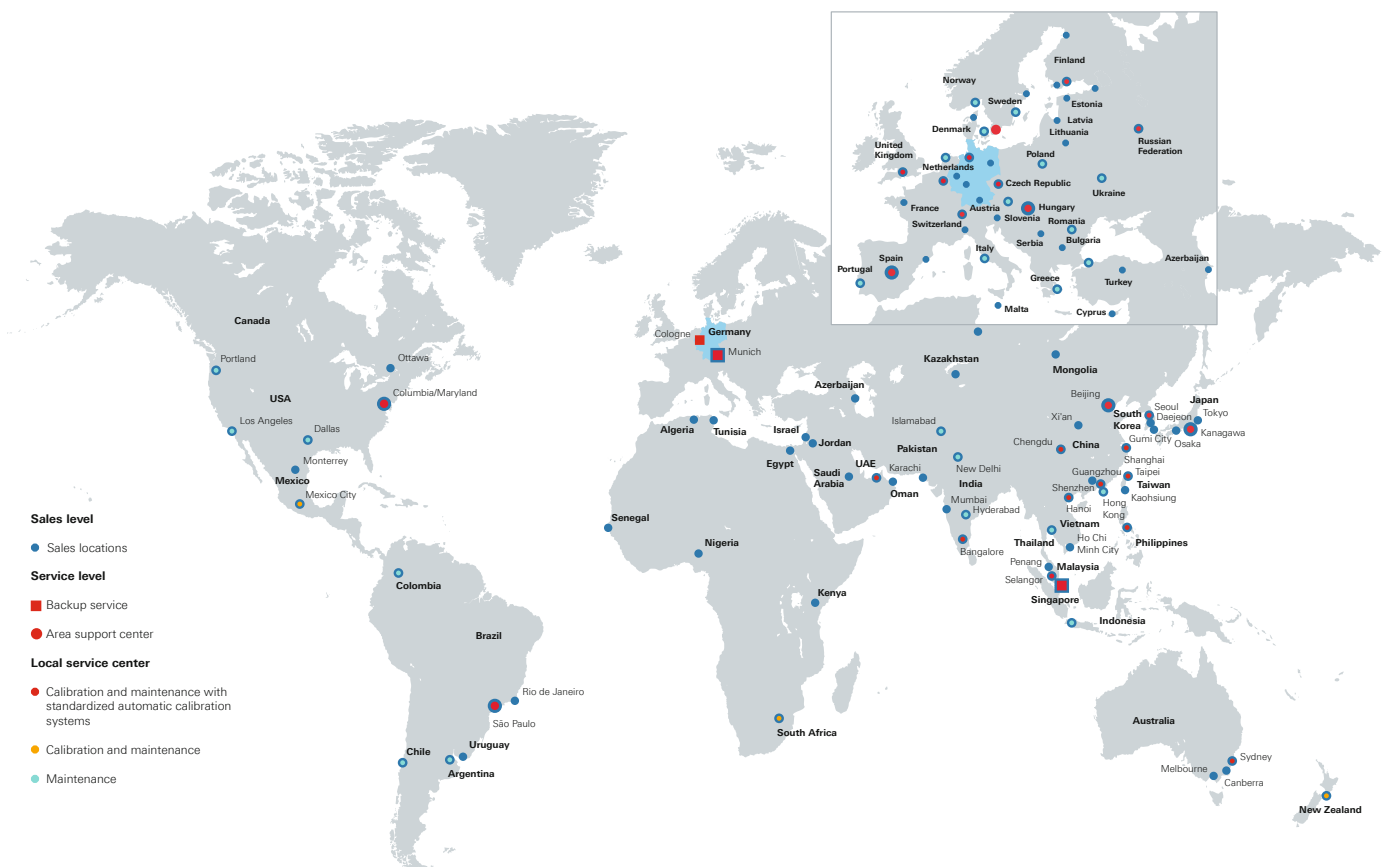 Finland
Norway
Sweden
Estonia
Latvia
Denmark
Lithuania
Russian
Federation
United
Kingdom
Poland
Netherlands
Czech Republic
Ukraine
France
Austria
Hungary
Slovenia
Romania
Switzerland
Serbia
Bulgaria
Italy
Spain
Azerbaijan
Portugal
Greece
Turkey
Malta
Cyprus
Canada
Portland
Ottawa
USA
Columbia/Maryland
Los Angeles
Dallas
Monterrey
Mexico
Mexico City
Cologne
Germany
Munich
Kazakhstan
Mongolia
Azerbaijan
Beijing
Japan
Seoul
South
Korea
Daejeon
Tokyo
Islamabad
Xi'an
Algeria
Tunisia
Israel
Jordan
Gumi City
Osaka
Kanagawa
Egypt
Pakistan
Chengdu
China
Shanghai
Saudi
Arabia
UAE
Karachi
New Delhi
India
Guangzhou
Taipei
Oman
Shenzhen
Taiwan
Mumbai
Hanoi
Hong
Kong
Kaohsiung
Hyderabad
Senegal
Nigeria
Vietnam
Thailand
Ho Chi
Minh City
Philippines
Bangalore
Penang
Malaysia
Selangor
Singapore
Kenya
Indonesia
Colombia
Brazil
Rio de Janeiro
São Paulo
Chile
Uruguay
Argentina
South Africa
Australia
Sydney
Melbourne
Canberra
New Zealand
Sales level
Sales locations
Service level
Backup service
Area support center
Local service center
Calibration and maintenance with
standardized automatic calibration
systems
Calibration and maintenance
Maintenance